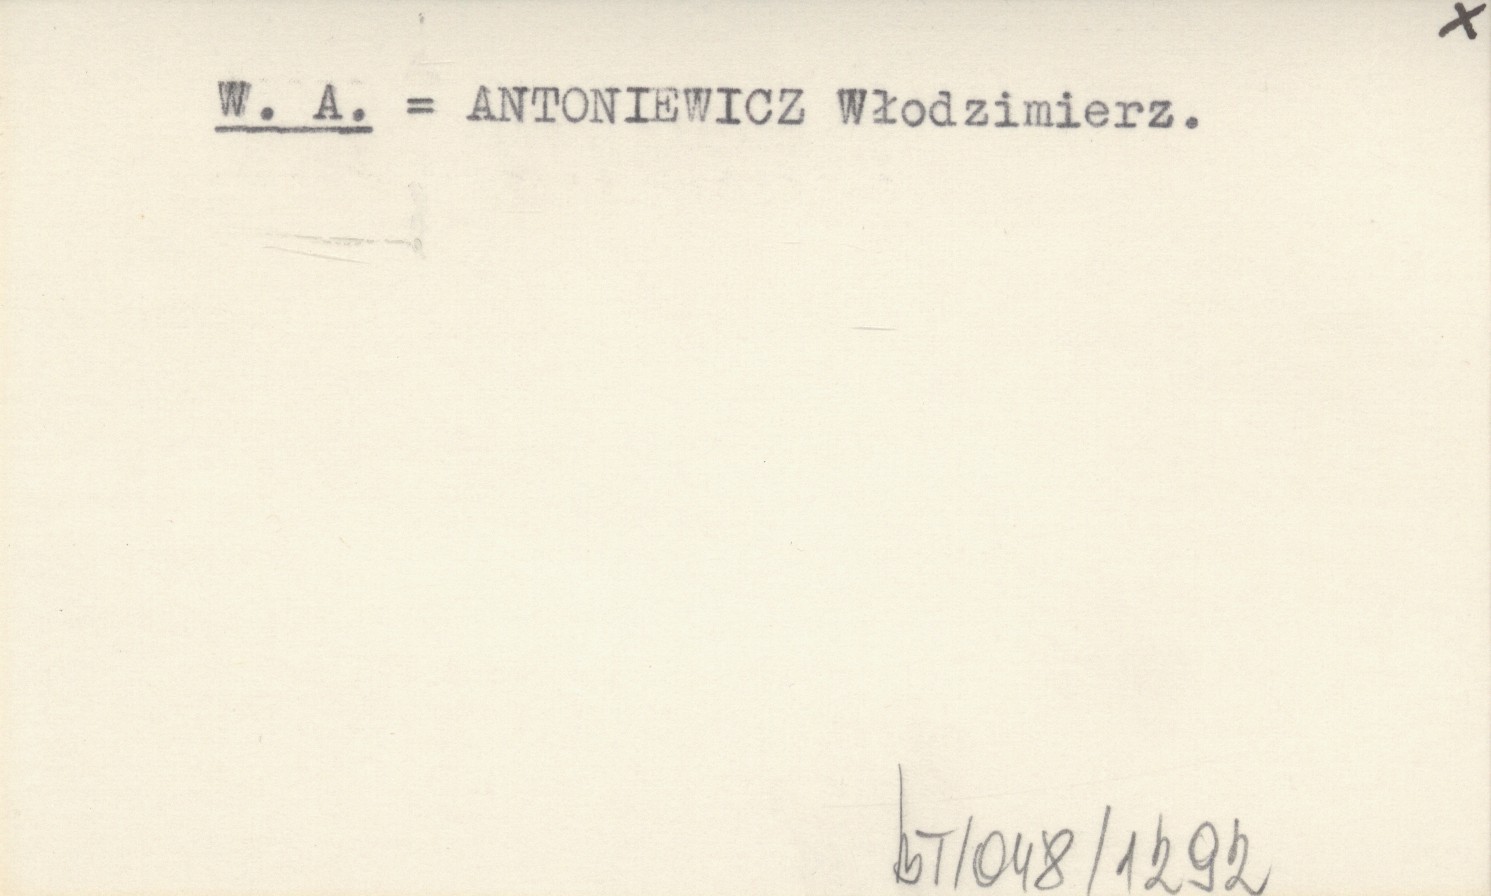 x
W. A. = ANTONIEWICZ Włodzimierz.
bT/048/1292